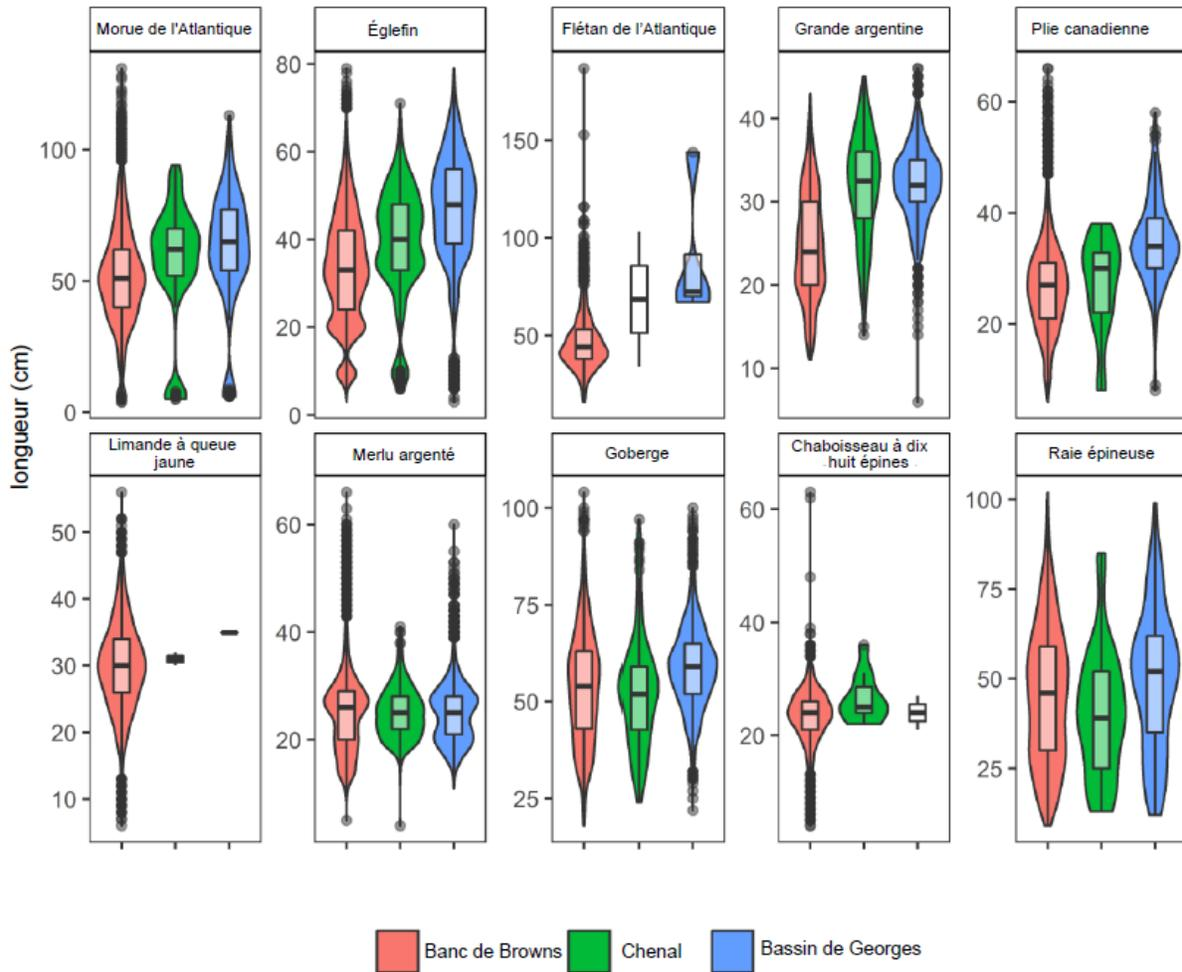 Morue de l'Atlantique
Églefin
Flétan de l'Atlantique
Grande argentine
Plie canadienne
100
50
0
80
60
40
20
0
150
100
50
40
30
20
10
60
40
20
longueur (cm)
Limande à queue
jaune
Merlu argenté
Goberge
Chaboisseau à dix
huit épines
Raie épineuse
50
40
30
20
10
60
40
20
100
75
50
25
60
40
20
100
75
50
25
Banc de Browns
Chenal
Bassin de Georges